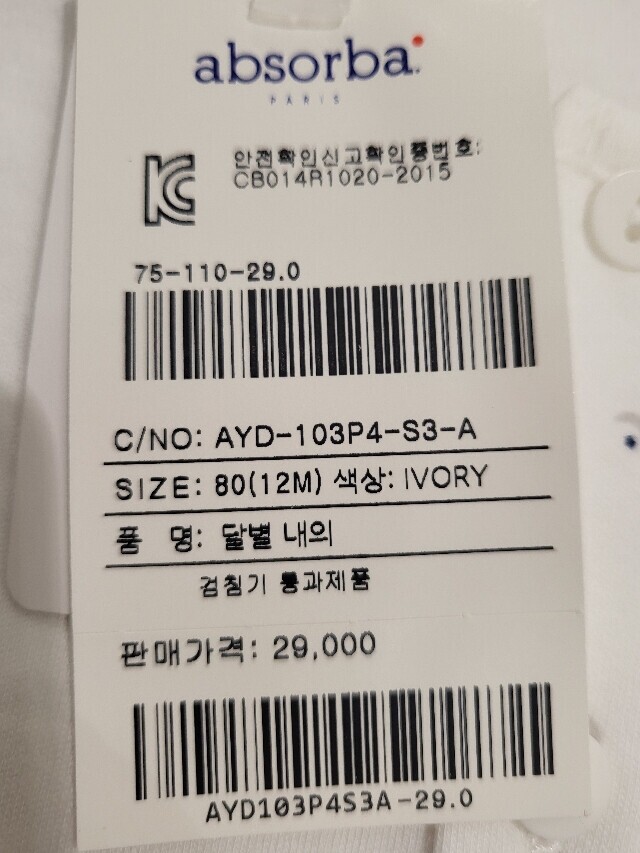 absorba.
PARIS
안전확인신고확인증번호:
CB014R1020-2015
75-110-29.0
C/NO: AYD-103P4-S3-A
SIZE: 80(12M) 색상: IVORY
품 명: 달별 내의
검침기 통과제품
판매가격: 29,000
AYD103P4S3A-29.0